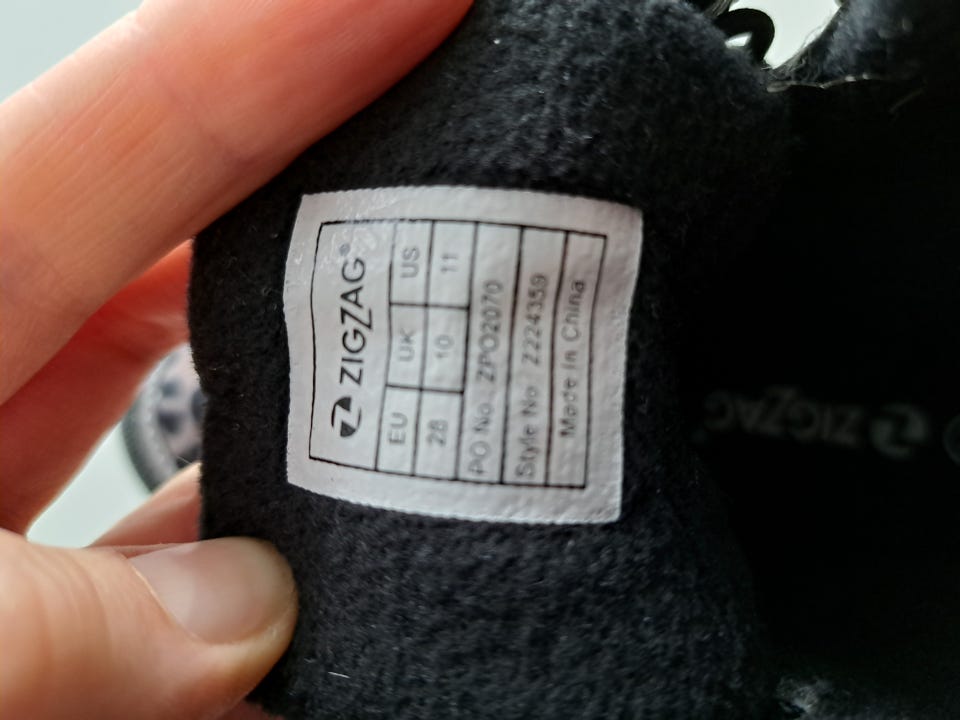 ZIGZAG®
EU UK US
28 10 11
PO No. ZPO2070
Style No Z224359
Made in China
ZIGZAG